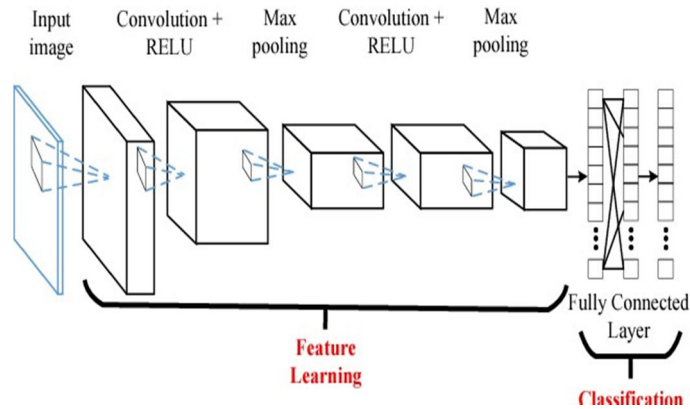 Input
image
Convolution +
RELU
Max
pooling
Convolution +
RELU
Max
pooling
Fully Connected
Layer
Feature
Learning
Classification